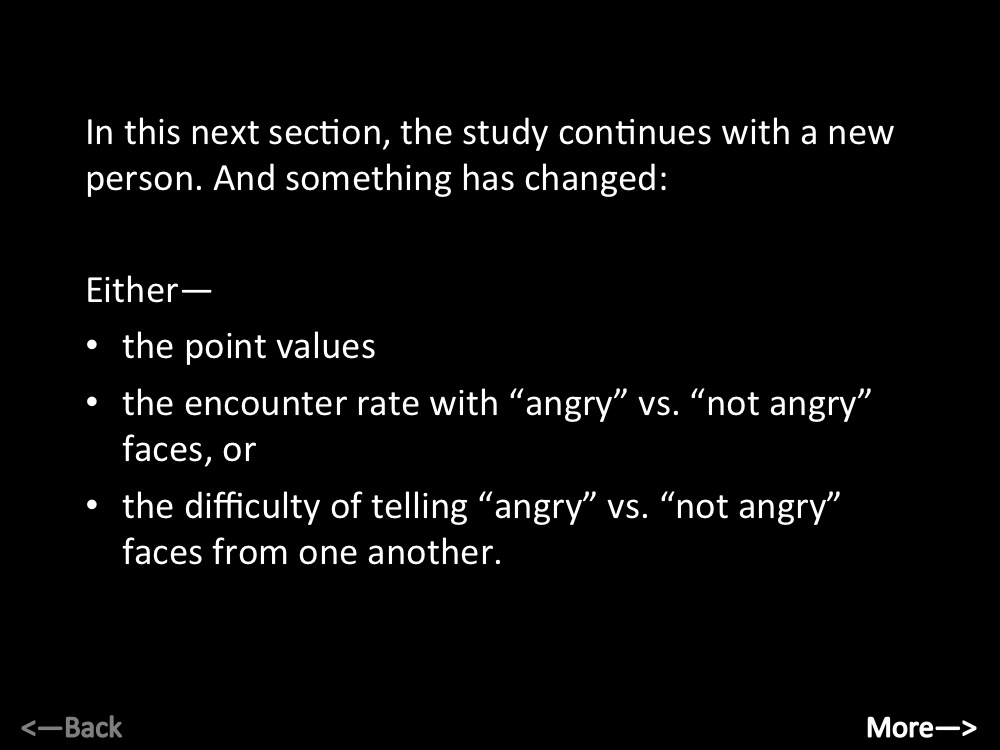 In this next section, the study continues with a new
person. And something has changed:
Either—
• the point values
• the encounter rate with “angry” vs. “not angry”
faces, or
• the difficulty of telling “angry” vs. “not angry”
faces from one another.
<—Back
More—>